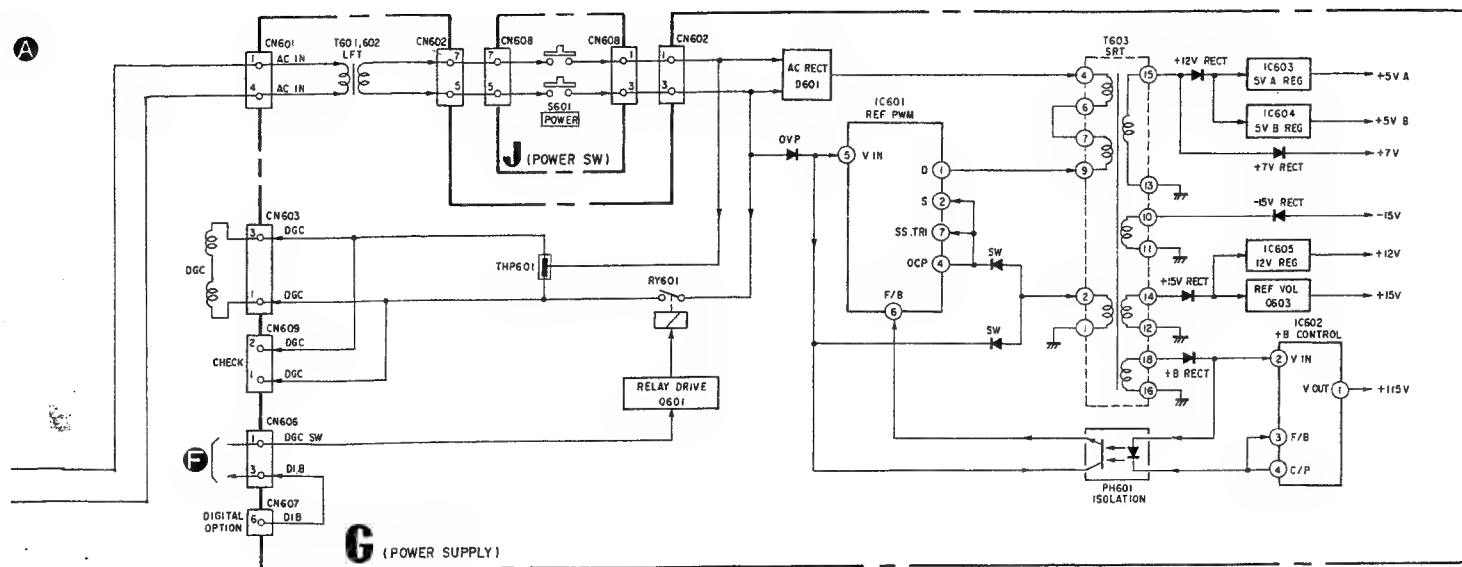 A
CN601
1 AC IN
4 AC IN
T601,602
LFT
CN602
7
5
CN608
7
5
S601
POWER
CN608
1
3
CN602
1
3
J (POWER SW)
AC RECT
D601
OVP
IC601
REF PWM
5 V IN
D 1
S 2
SS.TRI 7
OCP 4
F/B
6
SW
SW
T603
SRT
4
6
7
9
2
1
15
13
10
11
14
12
18
16
+12V RECT
IC603
5V A REG
+5V A
IC604
5V B REG
+5V B
+7V
+7V RECT
-15V RECT
-15V
IC605
12V REG
+12V
+15V RECT
REF VOL
Q603
+15V
IC602
+B CONTROL
2 V IN
V OUT 1
+115V
3 F/B
4 C/P
+B RECT
PH601
ISOLATION
CN603
3 DGC
DGC
1 DGC
THP601
RY601
CN609
2 DGC
CHECK
1 DGC
RELAY DRIVE
Q601
CN606
1 DGC SW
F
3 DI.B
CN607
DIGITAL
OPTION
6 DIB
G (POWER SUPPLY)